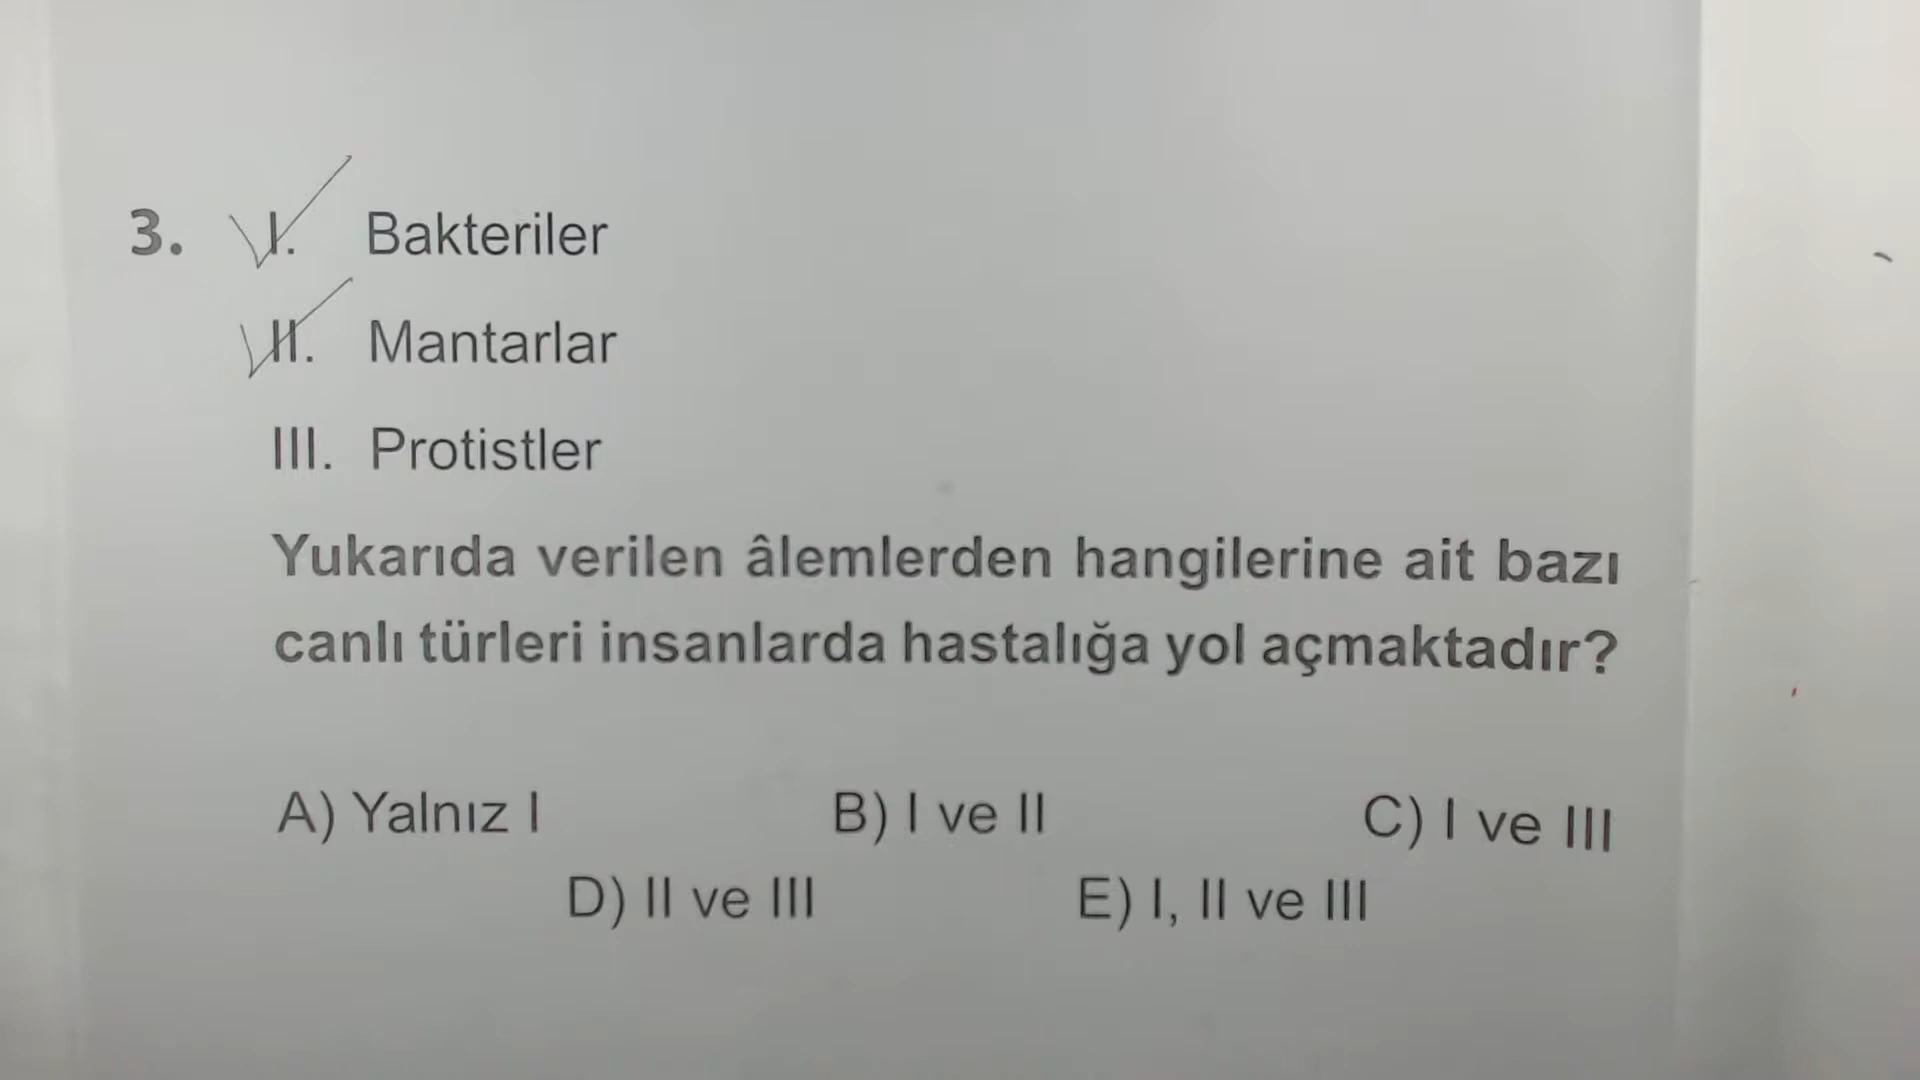 3. I. Bakteriler
II. Mantarlar
III. Protistler
Yukarıda verilen âlemlerden hangilerine ait bazı
canlı türleri insanlarda hastalığa yol açmaktadır?
A) Yalnız I B) I ve II C) I ve III
D) II ve III E) I, II ve III